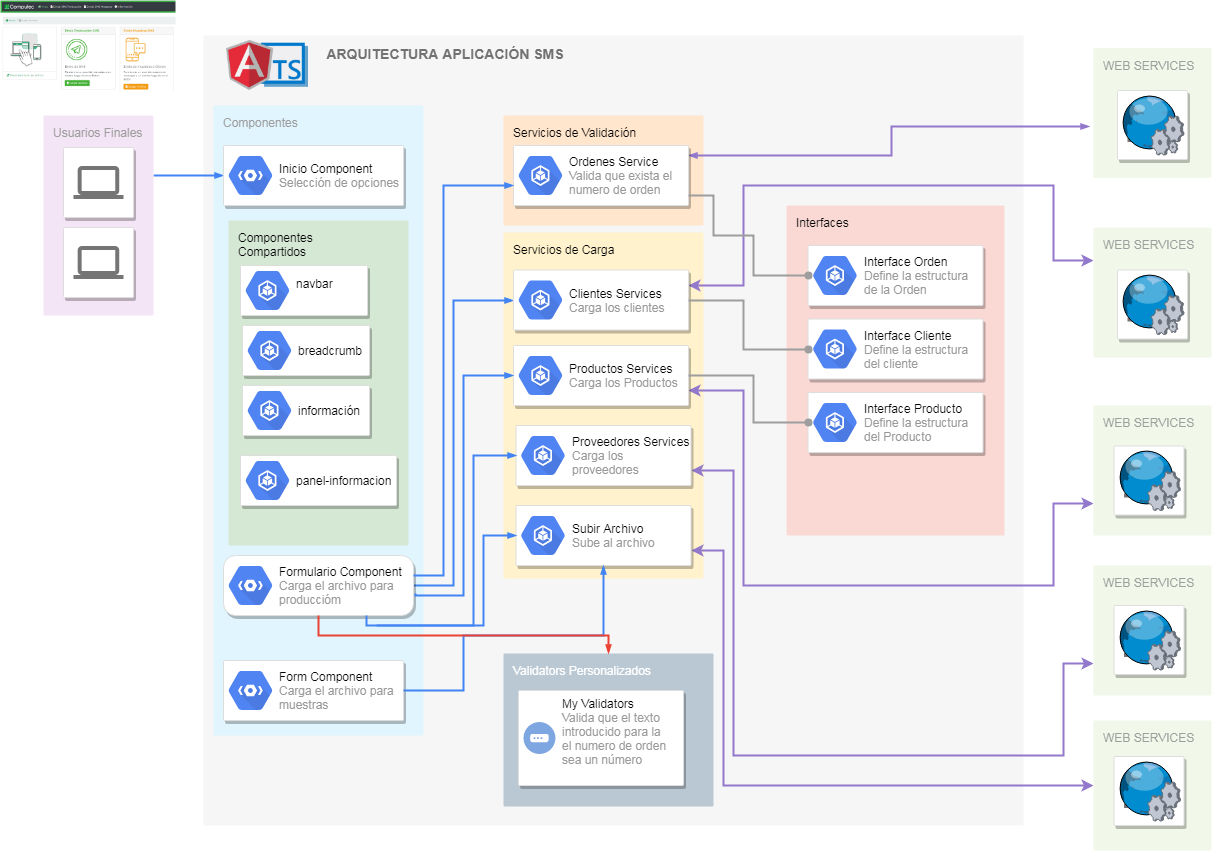 Computec
ARQUITECTURA APLICACIÓN SMS
A
TS
Usuarios Finales
Componentes
Inicio Component
Selección de opciones
Componentes
Compartidos
navbar
breadcrumb
información
panel-informacion
Formulario Component
Carga el archivo para
produccióm
Form Component
Carga el archivo para
muestras
Servicios de Validación
Ordenes Service
Valida que exista el
numero de orden
Servicios de Carga
Clientes Services
Carga los clientes
Productos Services
Carga los Productos
Proveedores Services
Carga los
proveedores
Subir Archivo
Sube al archivo
Validators Personalizados
My Validators
Valida que el texto
introducido para la
el numero de orden
sea un número
Interfaces
Interface Orden
Define la estructura
de la Orden
Interface Cliente
Define la estructura
del cliente
Interface Producto
Define la estructura
del Producto
WEB SERVICES
WEB SERVICES
WEB SERVICES
WEB SERVICES
WEB SERVICES